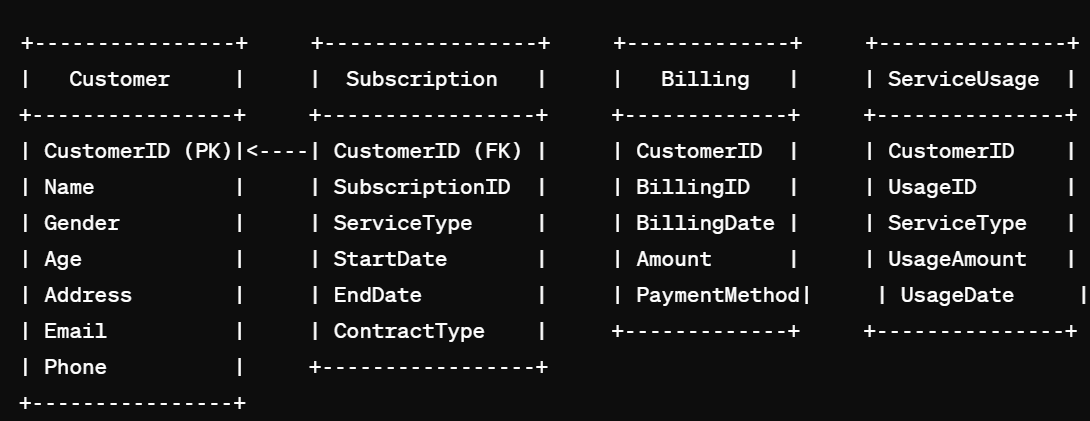 +----------------+     +-----------------+     +-------------+     +---------------+
|   Customer     |     |  Subscription   |     |   Billing   |     | ServiceUsage  |
+----------------+     +-----------------+     +-------------+     +---------------+
| CustomerID (PK)|<----| CustomerID (FK) |     | CustomerID  |     | CustomerID    |
| Name           |     | SubscriptionID  |     | BillingID   |     | UsageID       |
| Gender         |     | ServiceType     |     | BillingDate |     | ServiceType   |
| Age            |     | StartDate       |     | Amount      |     | UsageAmount   |
| Address        |     | EndDate         |     | PaymentMethod|     | UsageDate     |
| Email          |     | ContractType    |     +-------------+     +---------------+
| Phone          |     +-----------------+
+----------------+